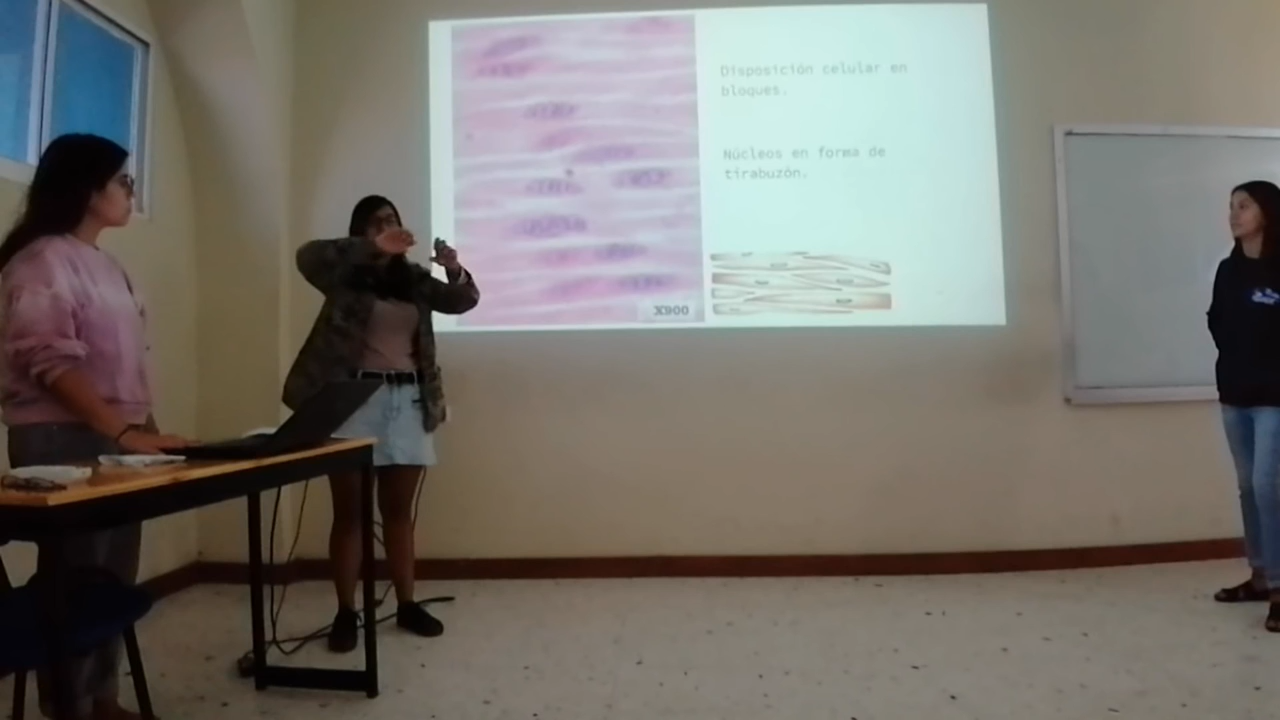 Disposición celular en
bloques.
Núcleos en forma de
tirabuzón.
X900